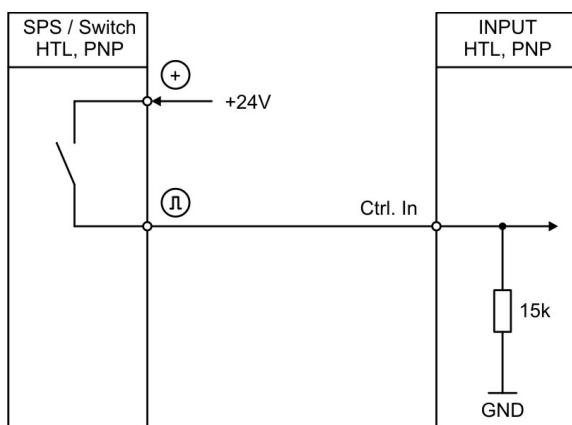 SPS / Switch
HTL, PNP
INPUT
HTL, PNP
+
+24V
Ctrl. In
15k
GND